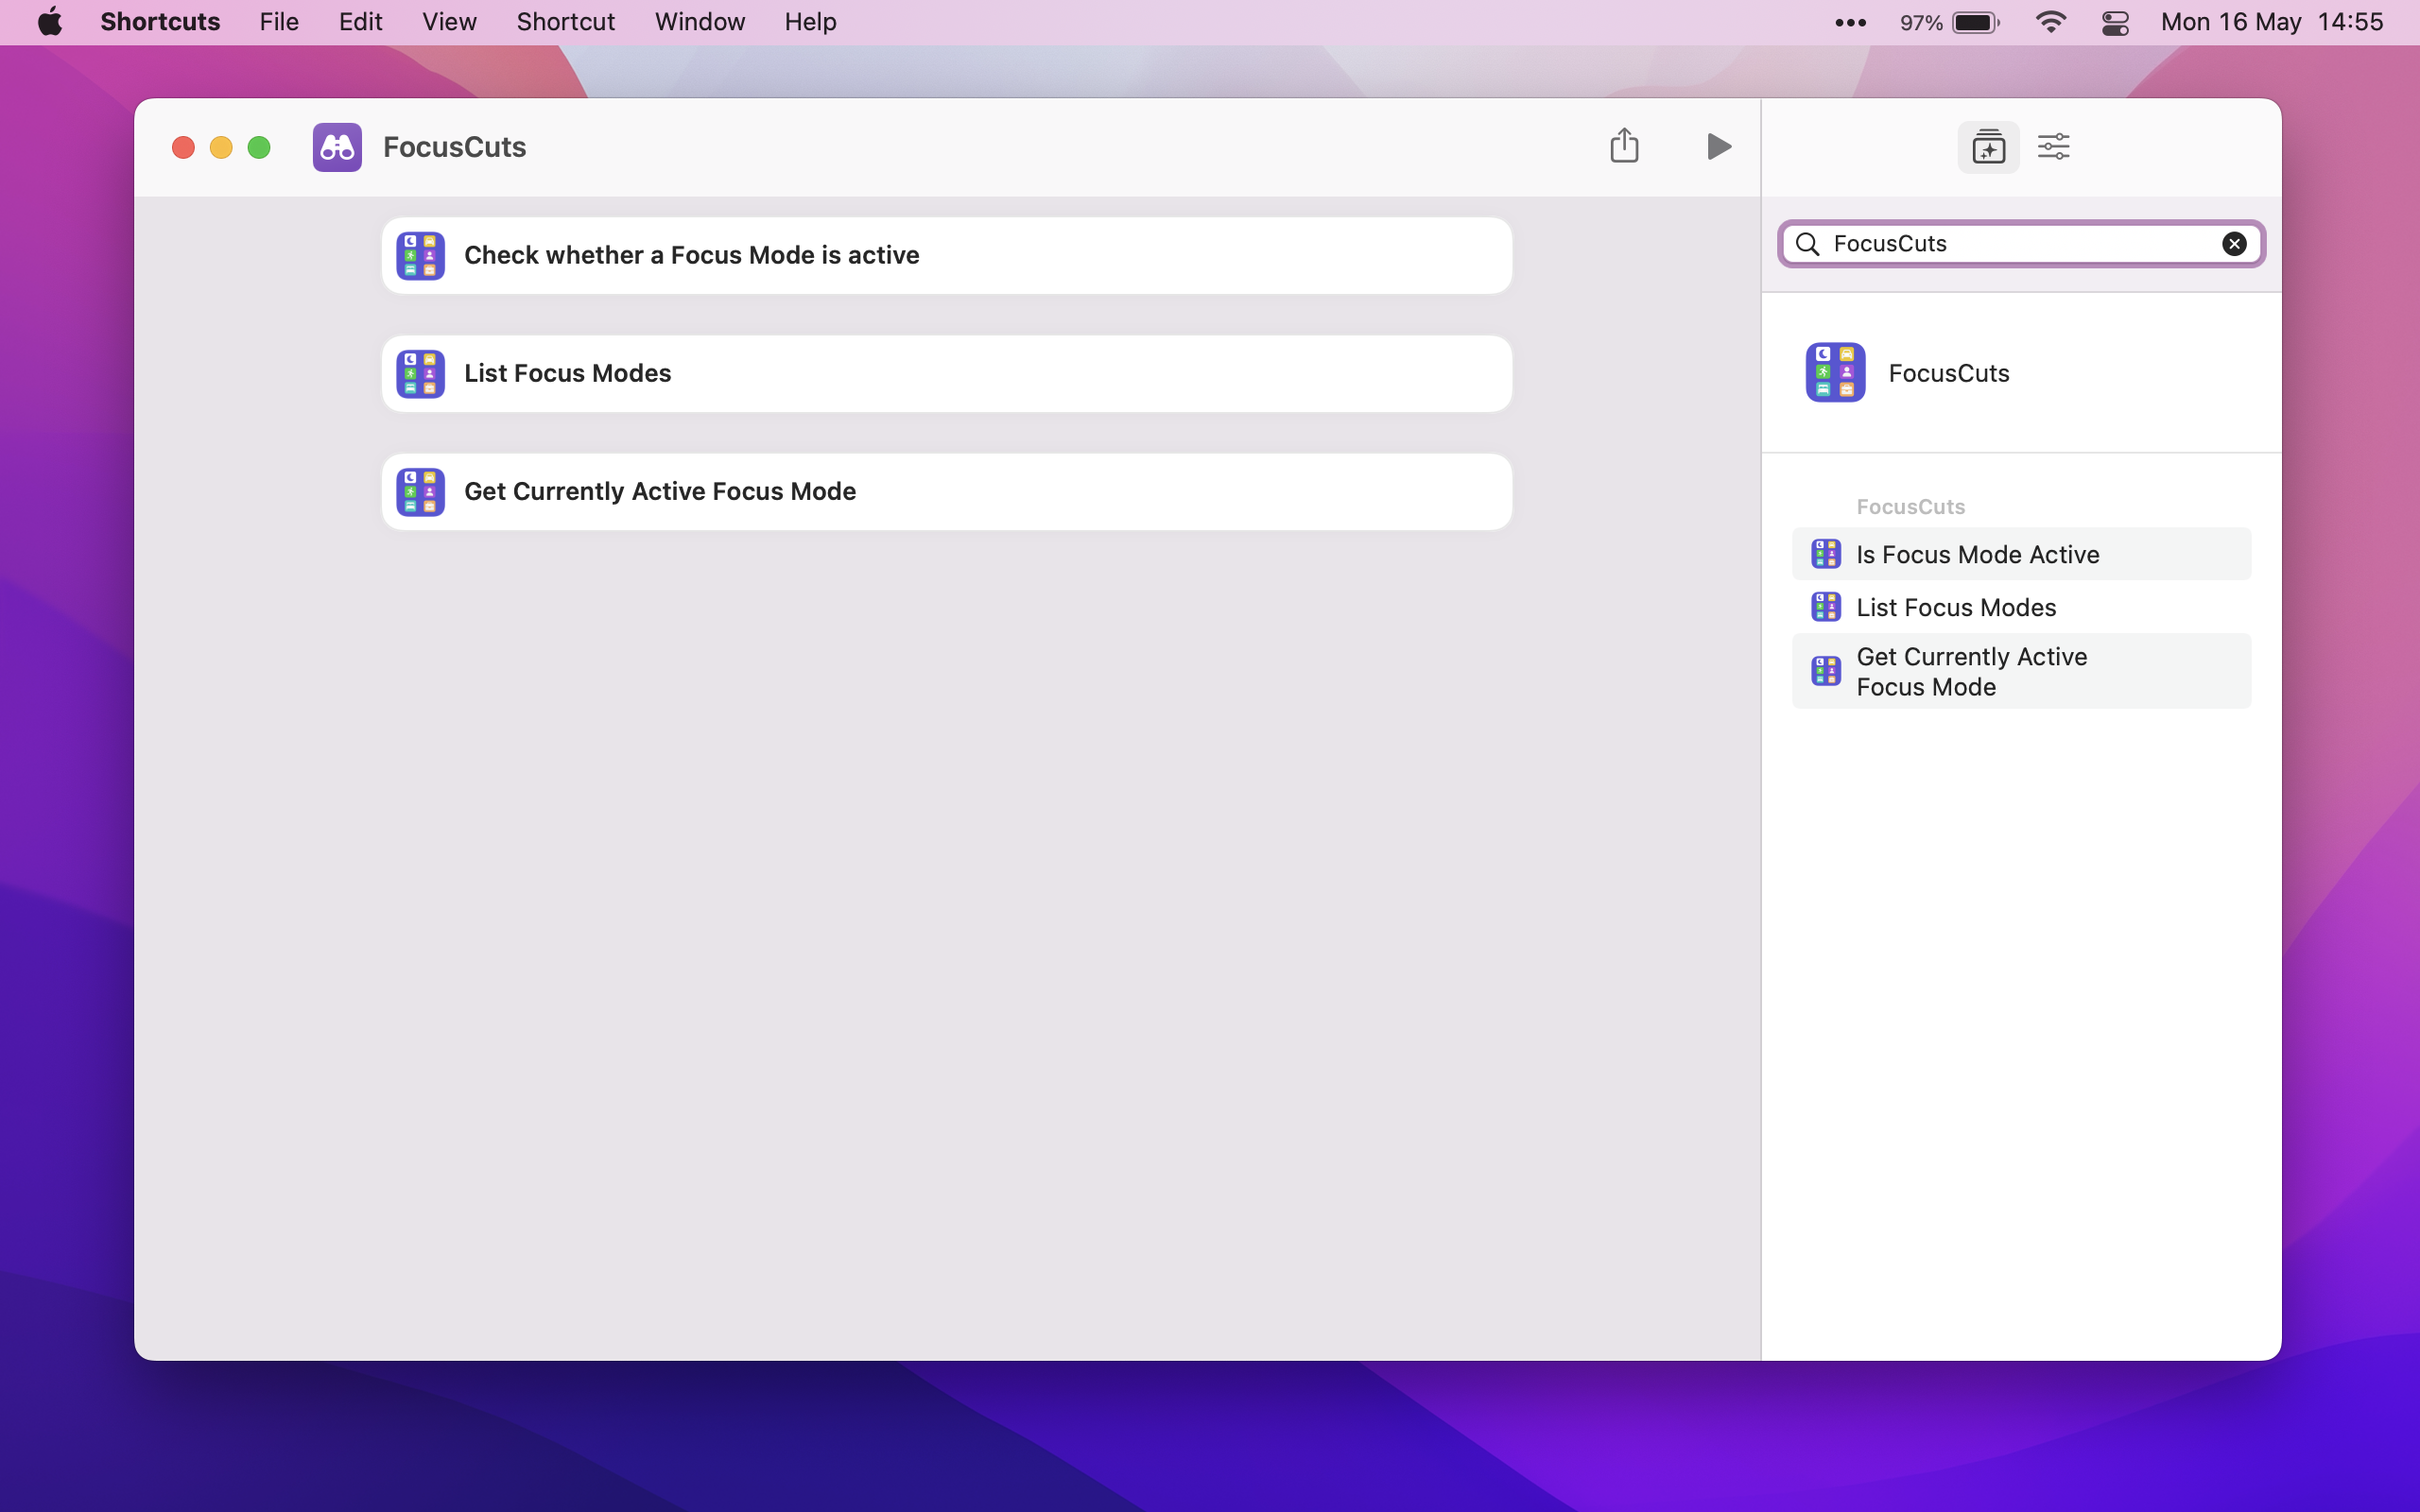 Shortcuts File Edit View Shortcut Window Help 97% Mon 16 May 14:55
FocusCuts
FocusCuts
Check whether a Focus Mode is active
List Focus Modes
Get Currently Active Focus Mode
FocusCuts
FocusCuts
Is Focus Mode Active
List Focus Modes
Get Currently Active
Focus Mode